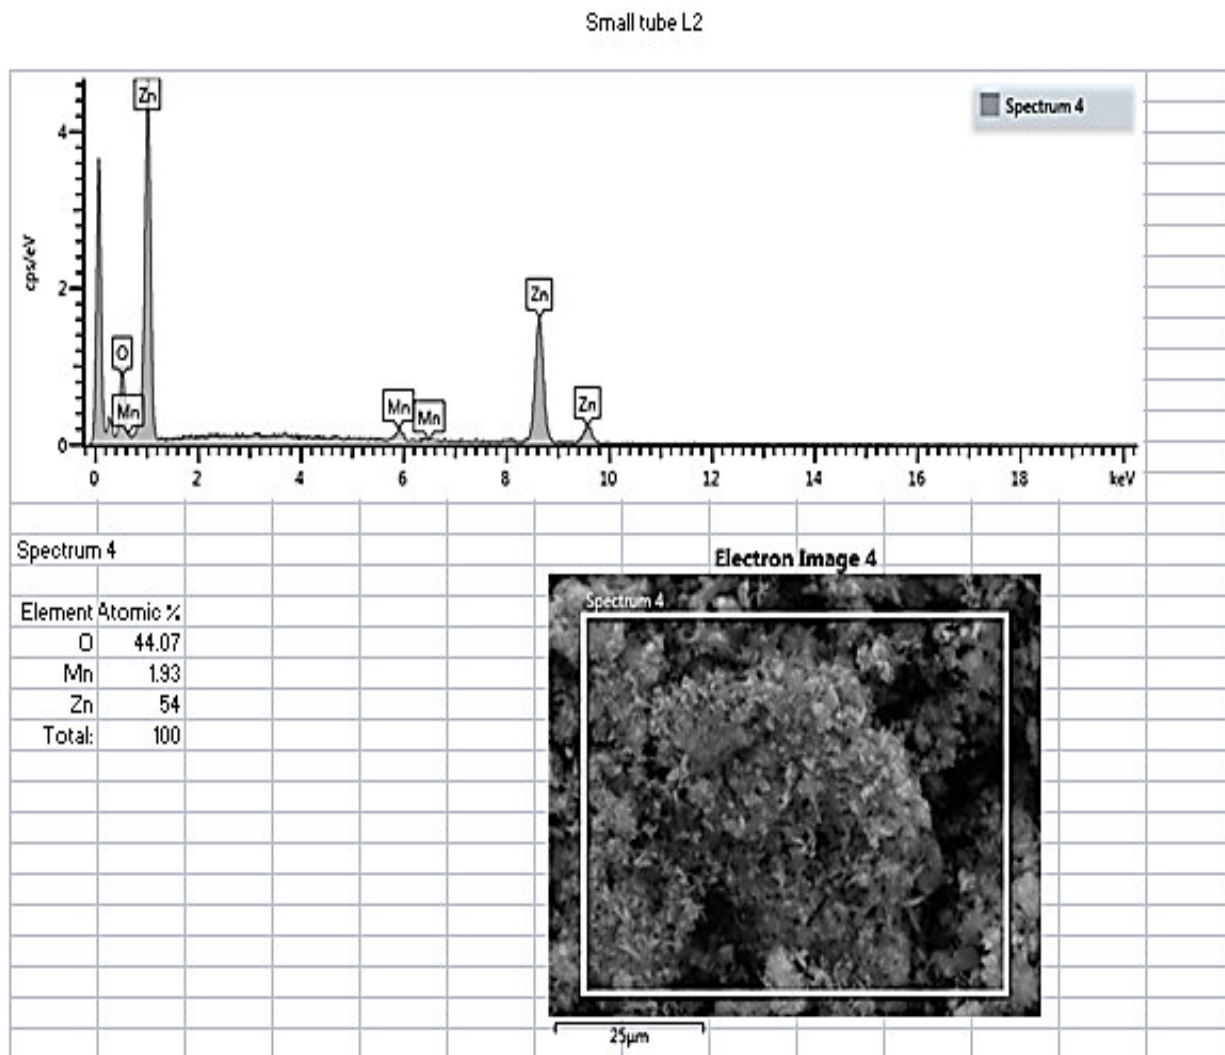 Small tube L2
Zn
Spectrum 4
4
cps/eV
2
Zn
O
Mn
Mn
Mn
Zn
0
0 2 4 6 8 10 12 14 16 18 keV
Spectrum 4
Electron Image 4
Spectrum 4
Element Atomic %
O 44.07
Mn 1.93
Zn 54
Total: 100
25µm